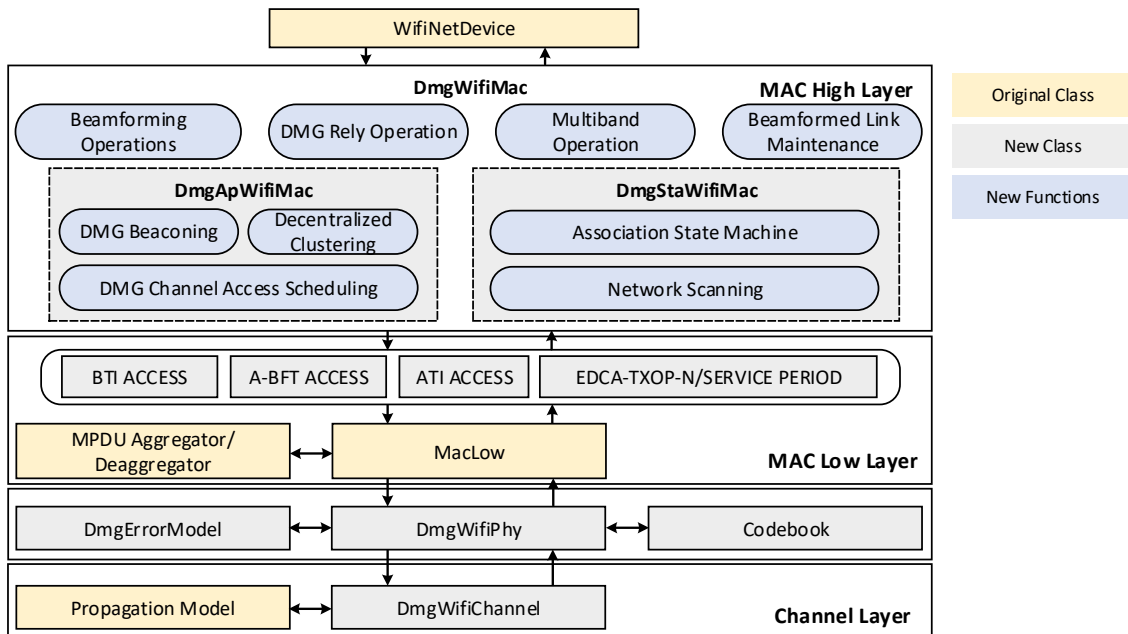 WifiNetDevice
DmgWifiMac
MAC High Layer
Beamforming
Operations
DMG Rely Operation
Multiband
Operation
Beamformed Link
Maintenance
DmgApWifiMac
DMG Beaconing
Decentralized
Clustering
DMG Channel Access Scheduling
DmgStaWifiMac
Association State Machine
Network Scanning
Original Class
New Class
New Functions
BTI ACCESS
A-BFT ACCESS
ATI ACCESS
EDCA-TXOP-N/SERVICE PERIOD
MPDU Aggregator/
Deaggregator
MacLow
MAC Low Layer
DmgErrorModel
DmgWifiPhy
Codebook
Propagation Model
DmgWifiChannel
Channel Layer